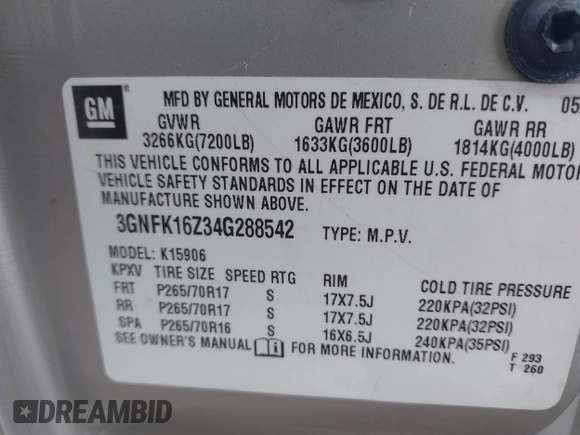 GM
®
MFD BY GENERAL MOTORS DE MEXICO, S. DE R.L. DE C.V. 05
GVWR GAWR FRT GAWR RR
3266KG(7200LB) 1633KG(3600LB) 1814KG(4000LB)
THIS VEHICLE CONFORMS TO ALL APPLICABLE U.S. FEDERAL MOTOR
VEHICLE SAFETY STANDARDS IN EFFECT ON THE DATE OF
MANUFACTURE SHOWN ABOVE.
3GNFK16Z34G288542 TYPE: M.P.V.
MODEL: K15906
KPXV TIRE SIZE SPEED RTG RIM COLD TIRE PRESSURE
FRT P265/70R17 S 17X7.5J 220KPA(32PSI)
RR P265/70R17 S 17X7.5J 220KPA(32PSI)
SPA P265/70R16 S 16X6.5J 240KPA(35PSI)
SEE OWNER'S MANUAL FOR MORE INFORMATION.
F 293
T 260
DREAMBID